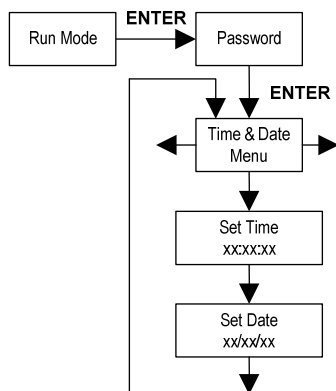 Run Mode
ENTER
Password
ENTER
Time & Date
Menu
Set Time
xx:xx:xx
Set Date
xx/xx/xx